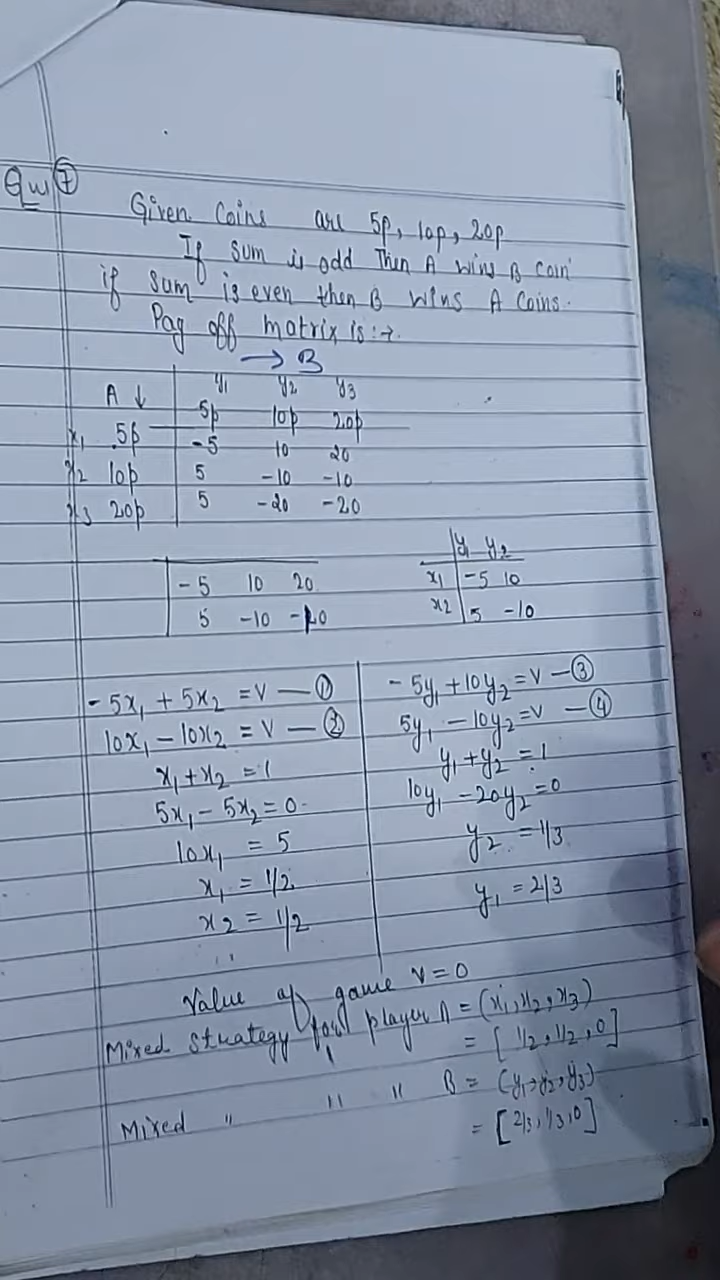 Qus ⑦
Given Coins are 5p, 10p, 20p
If sum is odd Then A wins B coin
if sum is even then B wins A Coins.
Pay off matrix is :→
→ B
A ↓ y1 y2 y3
5p 10p 20p
x1 5p -5 10 20
x2 10p 5 -10 -10
x3 20p 5 -20 -20
-5 10 20
5 -10 -10
y1 y2
x1 -5 10
x2 5 -10
-5x1 + 5x2 = V — ①
10x1 - 10x2 = V — ②
x1 + x2 = 1
5x1 - 5x2 = 0
10x1 = 5
x1 = 1/2
x2 = 1/2
-5y1 + 10y2 = V — ③
5y1 - 10y2 = V — ④
y1 + y2 = 1
10y1 - 20y2 = 0
y2 = 1/3
y1 = 2/3
Value of game v = 0
Mixed strategy for player A = (x1, x2, x3)
= [1/2, 1/2, 0]
Mixed " " " B = (y1, y2, y3)
= [2/3, 1/3, 0]